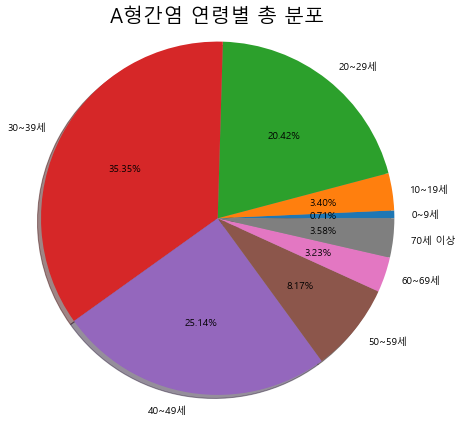 A형간염 연령별 총 분포
20~29세
30~39세
20.42%
35.35%
10~19세
3.40%
0.71%
0~9세
3.58%
70세 이상
3.23%
60~69세
8.17%
25.14%
50~59세
40~49세